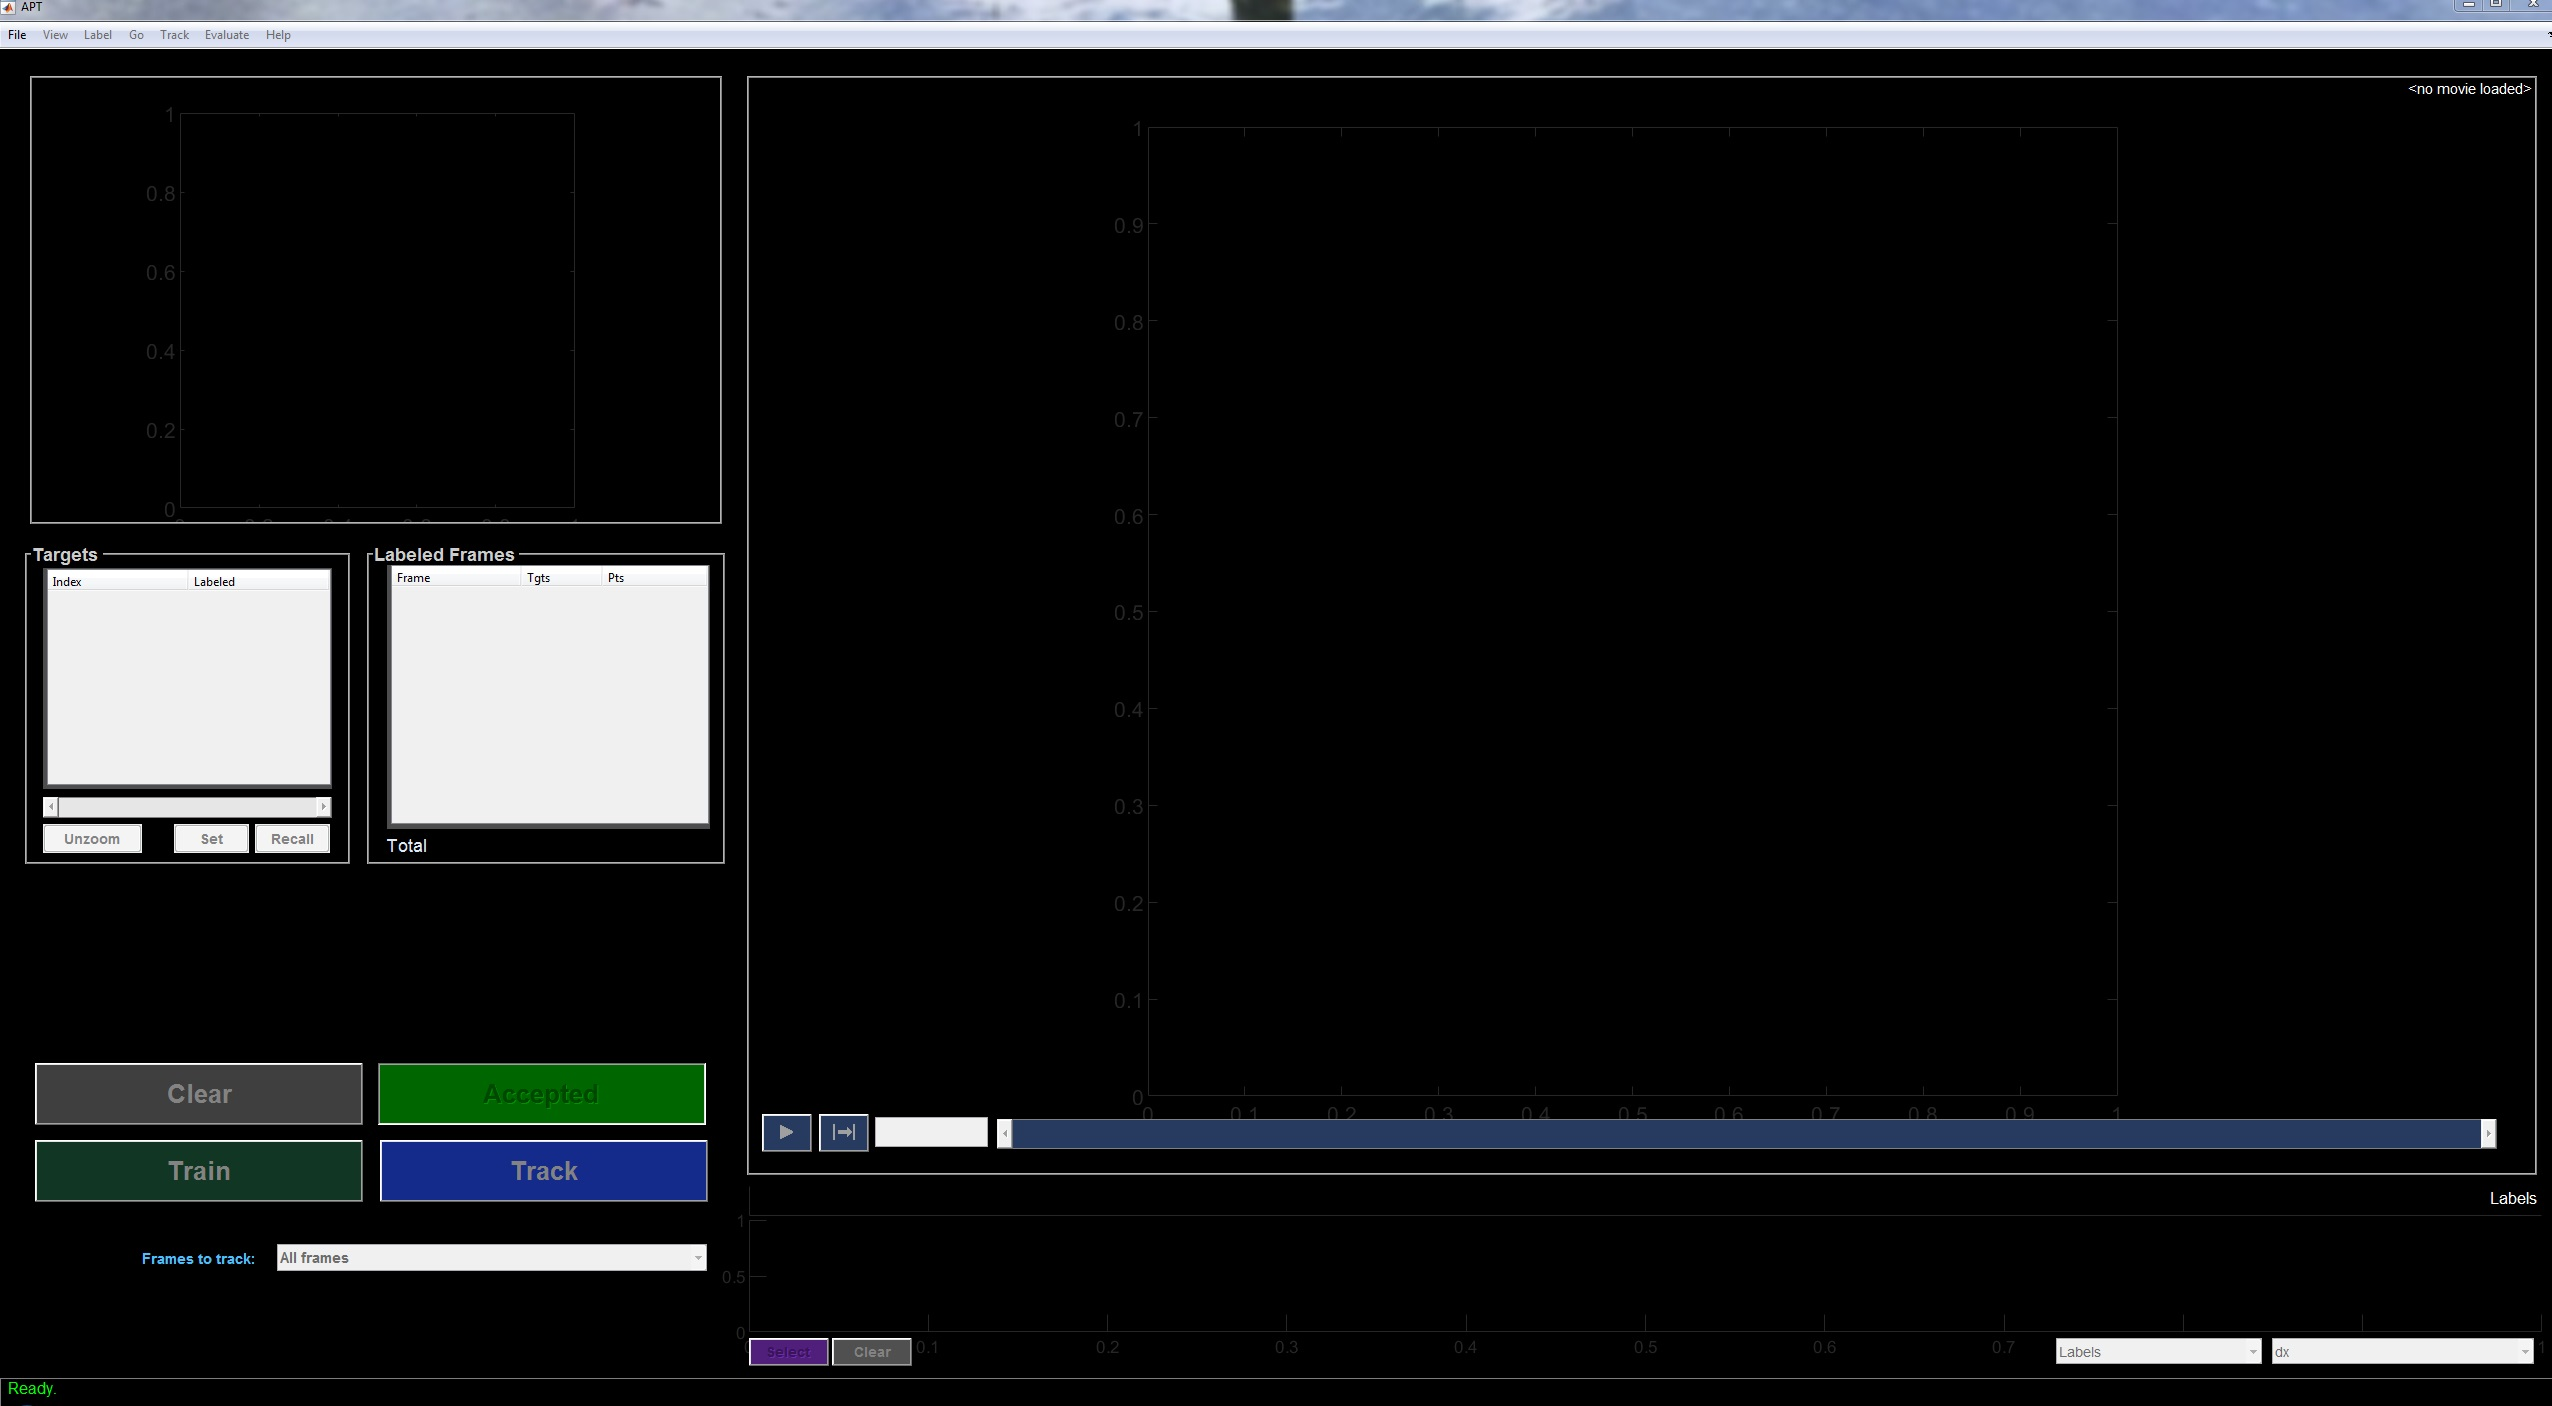 APT
File View Label Go Track Evaluate Help
<no movie loaded>
1
0.8
0.6
0.4
0.2
0
1
0.9
0.8
0.7
0.6
0.5
0.4
0.3
0.2
0.1
0
0 0.1 0.2 0.3 0.4 0.5 0.6 0.7 0.8 0.9 1
Targets
Index Labeled
Unzoom Set Recall
Labeled Frames
Frame Tgts Pts
Total
Clear Accepted
Train Track
Frames to track: All frames
Labels
1
0.5
0
0.1 0.2 0.3 0.4 0.5 0.6 0.7 1
Select Clear Labels dx
Ready.